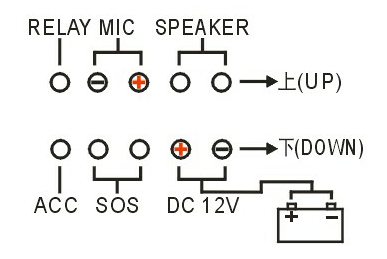 RELAY MIC SPEAKER
上(UP)
下(DOWN)
ACC SOS DC 12V